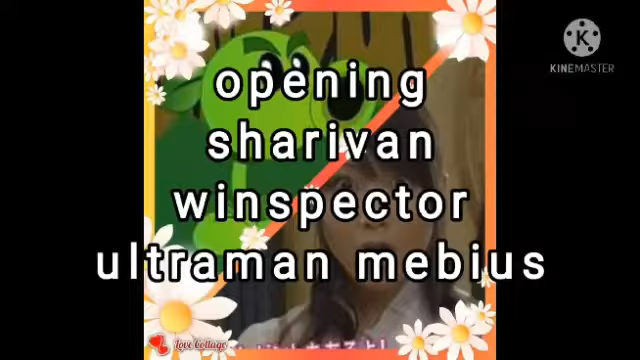 opening
sharivan
winspector
ultraman mebius
KINEMASTER
Love Collage